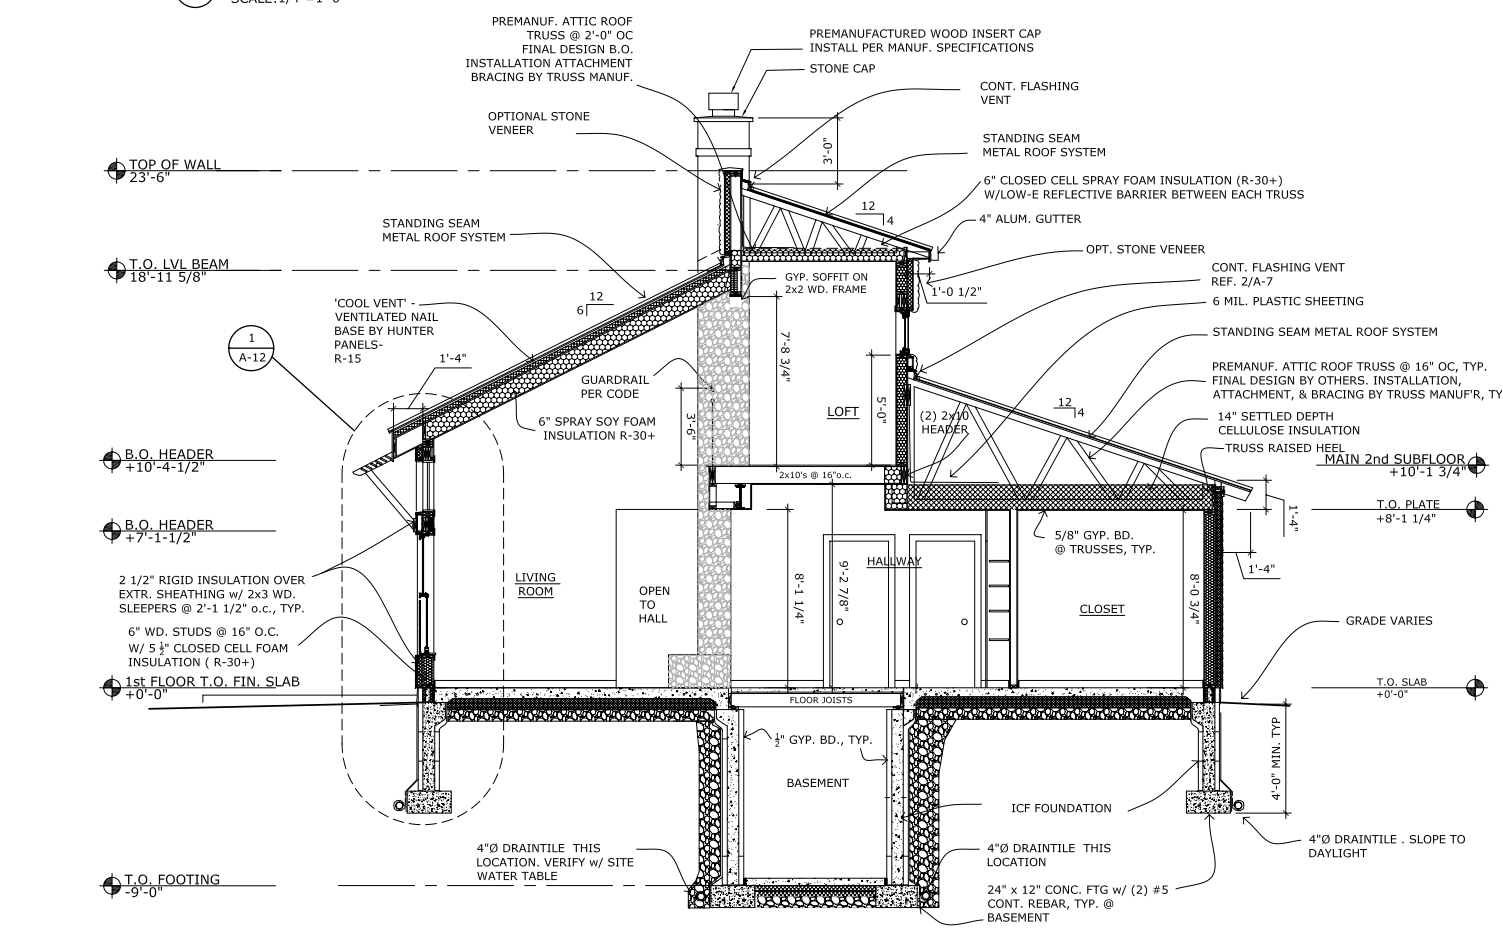 SCALE:1/4"=1'-0"
PREMANUF. ATTIC ROOF
TRUSS @ 2'-0" OC
FINAL DESIGN B.O.
INSTALLATION ATTACHMENT
BRACING BY TRUSS MANUF.
PREMANUFACTURED WOOD INSERT CAP
INSTALL PER MANUF. SPECIFICATIONS
STONE CAP
CONT. FLASHING
VENT
OPTIONAL STONE
VENEER
3'-0"
STANDING SEAM
METAL ROOF SYSTEM
TOP OF WALL
23'-6"
6" CLOSED CELL SPRAY FOAM INSULATION (R-30+)
W/LOW-E REFLECTIVE BARRIER BETWEEN EACH TRUSS
12
4
4" ALUM. GUTTER
STANDING SEAM
METAL ROOF SYSTEM
OPT. STONE VENEER
T.O. LVL BEAM
18'-11 5/8"
GYP. SOFFIT ON
2x2 WD. FRAME
1'-0 1/2"
CONT. FLASHING VENT
REF. 2/A-7
6 MIL. PLASTIC SHEETING
12
6
'COOL VENT' -
VENTILATED NAIL
BASE BY HUNTER
PANELS-
R-15
1
A-12
1'-4"
7'-8 3/4"
STANDING SEAM METAL ROOF SYSTEM
PREMANUF. ATTIC ROOF TRUSS @ 16" OC, TYP.
FINAL DESIGN BY OTHERS. INSTALLATION,
ATTACHMENT, & BRACING BY TRUSS MANUF'R, TY
GUARDRAIL
PER CODE
3'-6"
LOFT
5'-0"
(2) 2x10
HEADER
12
4
14" SETTLED DEPTH
CELLULOSE INSULATION
TRUSS RAISED HEEL
6" SPRAY SOY FOAM
INSULATION R-30+
B.O. HEADER
+10'-4-1/2"
2x10's @ 16"o.c.
MAIN 2nd SUBFLOOR
+10'-1 3/4"
T.O. PLATE
+8'-1 1/4"
1'-4"
B.O. HEADER
+7'-1-1/2"
5/8" GYP. BD.
@ TRUSSES, TYP.
1'-4"
2 1/2" RIGID INSULATION OVER
EXTR. SHEATHING w/ 2x3 WD.
SLEEPERS @ 2'-1 1/2" o.c., TYP.
LIVING
ROOM
OPEN
TO
HALL
8'-1 1/4"
9'-2 7/8"
HALLWAY
CLOSET
8'-0 3/4"
GRADE VARIES
6" WD. STUDS @ 16" O.C.
W/ 5 ½" CLOSED CELL FOAM
INSULATION ( R-30+)
1st FLOOR T.O. FIN. SLAB
+0'-0"
FLOOR JOISTS
T.O. SLAB
+0'-0"
½" GYP. BD., TYP.
4'-0" MIN. TYP
BASEMENT
ICF FOUNDATION
4"Ø DRAINTILE THIS
LOCATION. VERIFY w/ SITE
WATER TABLE
4"Ø DRAINTILE THIS
LOCATION
4"Ø DRAINTILE . SLOPE TO
DAYLIGHT
T.O. FOOTING
-9'-0"
24" x 12" CONC. FTG w/ (2) #5
CONT. REBAR, TYP. @
BASEMENT